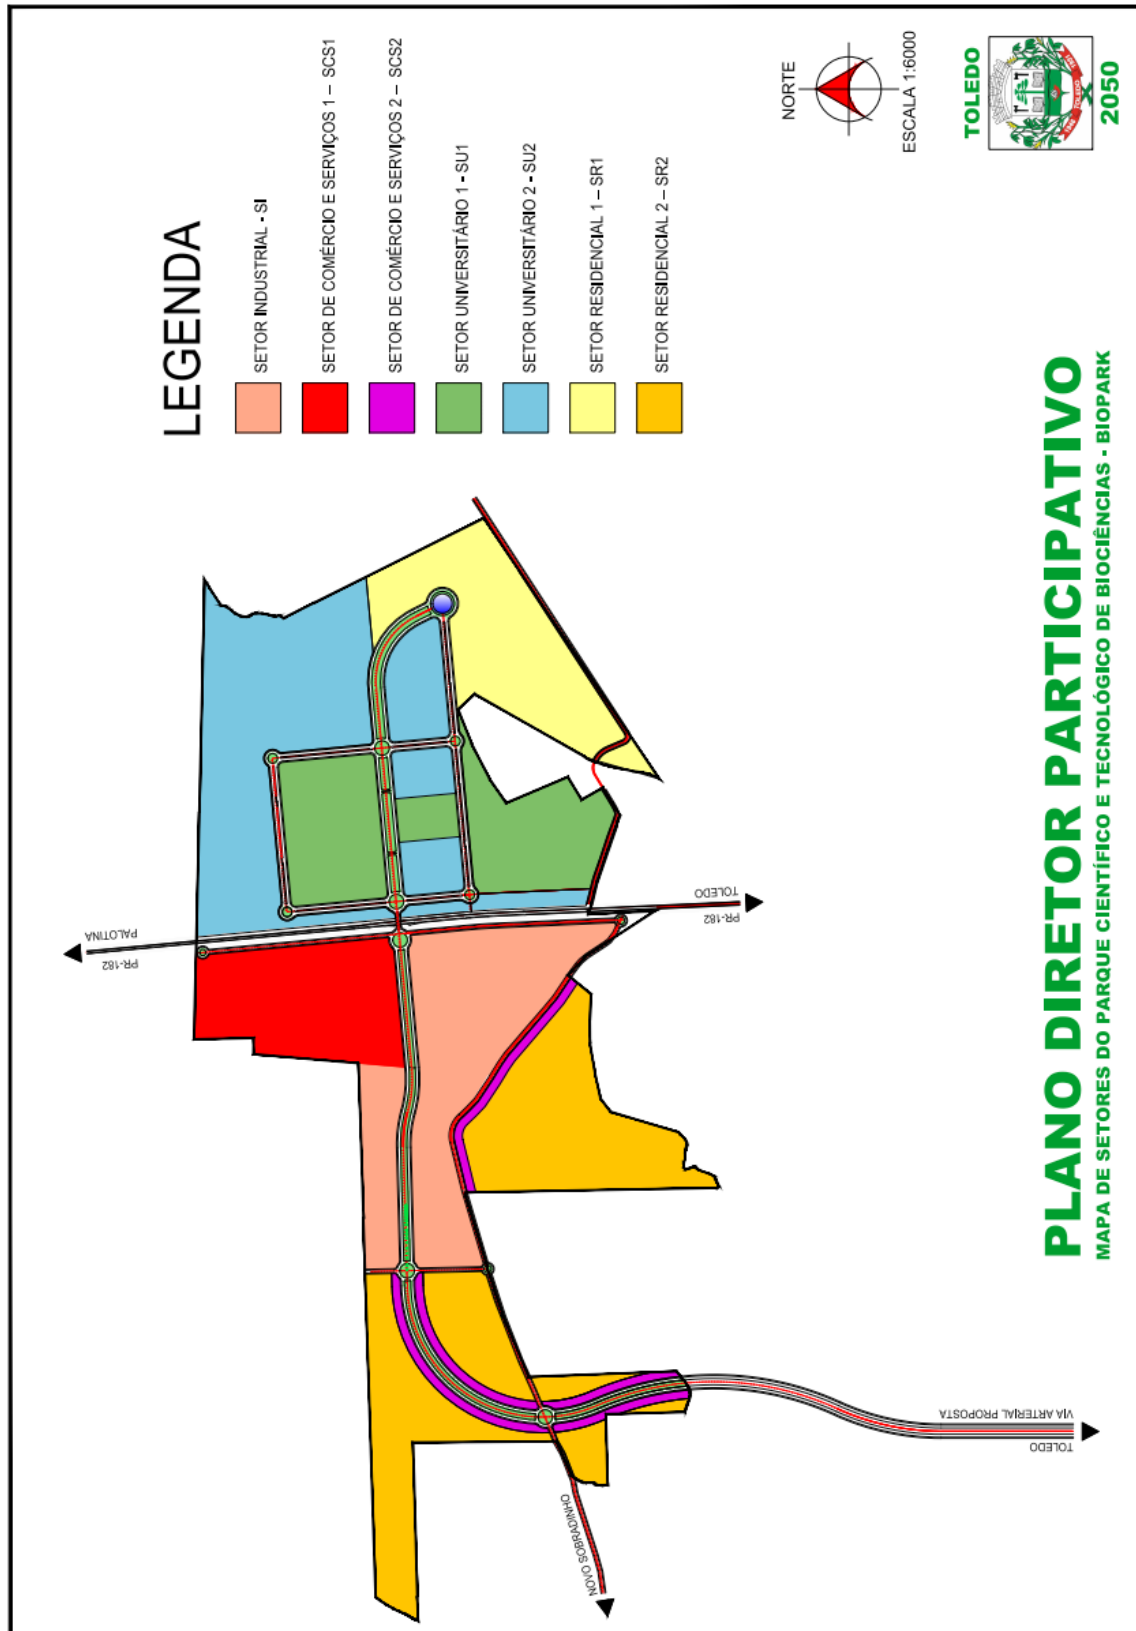 LEGENDA
SETOR INDUSTRIAL - SI
SETOR DE COMÉRCIO E SERVIÇOS 1 – SCS1
SETOR DE COMÉRCIO E SERVIÇOS 2 – SCS2
SETOR UNIVERSITÁRIO 1 - SU1
SETOR UNIVERSITÁRIO 2 - SU2
SETOR RESIDENCIAL 1 – SR1
SETOR RESIDENCIAL 2 – SR2
NORTE
ESCALA 1:6000
TOLEDO
TOLEDO
2050
PALOTINA
PR-182
TOLEDO
PR-182
VIA ARTERIAL PROPOSTA
TOLEDO
NOVO SOBRADINHO
PLANO DIRETOR PARTICIPATIVO
MAPA DE SETORES DO PARQUE CIENTÍFICO E TECNOLÓGICO DE BIOCIÊNCIAS - BIOPARK